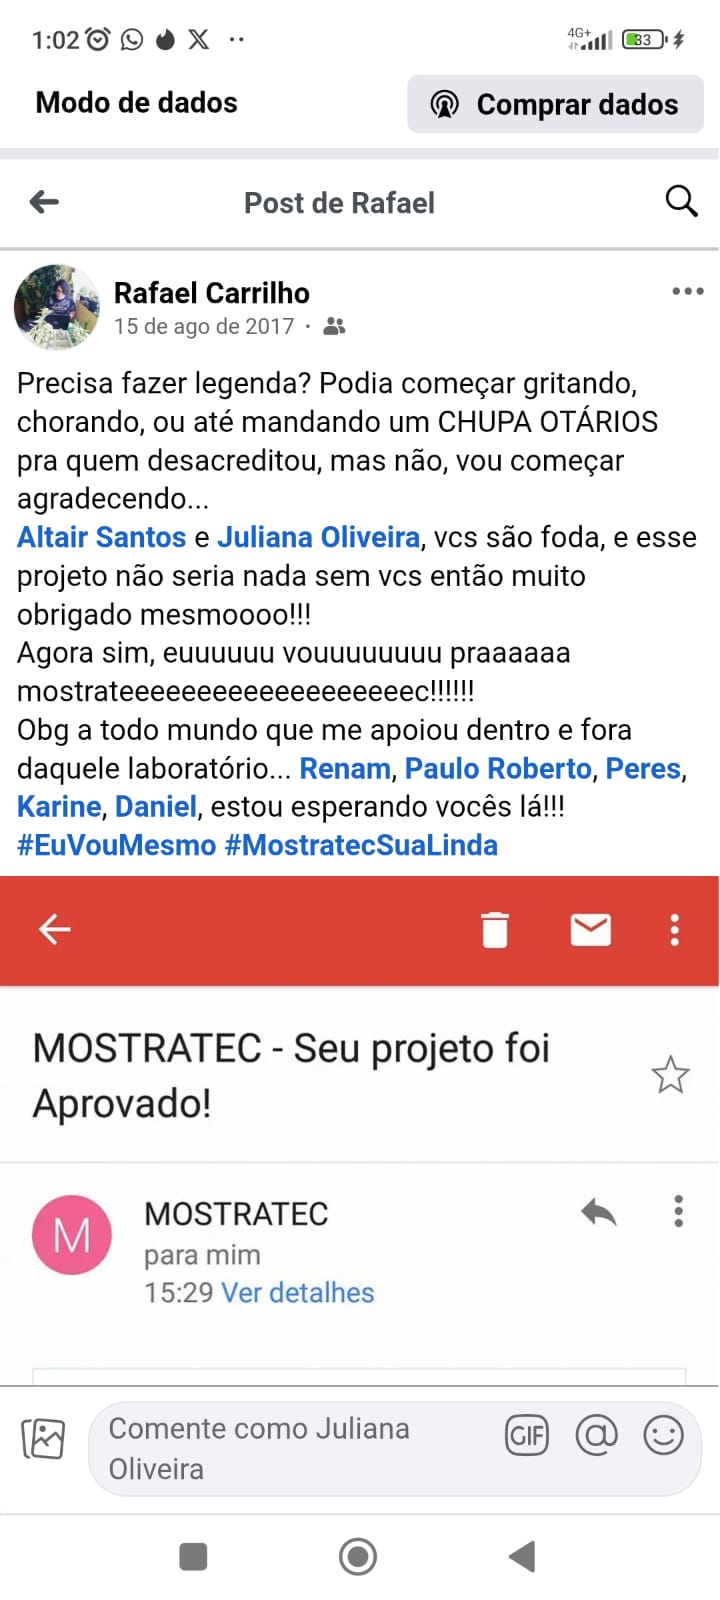 1:02
4G+
33
Modo de dados
Comprar dados
Post de Rafael
Rafael Carrilho
15 de ago de 2017 ·
Precisa fazer legenda? Podia começar gritando,
chorando, ou até mandando um CHUPA OTÁRIOS
pra quem desacreditou, mas não, vou começar
agradecendo...
Altair Santos e Juliana Oliveira, vcs são foda, e esse
projeto não seria nada sem vcs então muito
obrigado mesmoooo!!!
Agora sim, euuuuuu vouuuuuuuu praaaaaa
mostrateeeeeeeeeeeeeeeeeeeec!!!!!!
Obg a todo mundo que me apoiou dentro e fora
daquele laboratório... Renam, Paulo Roberto, Peres,
Karine, Daniel, estou esperando vocês lá!!!
#EuVouMesmo #MostratecSuaLinda
MOSTRATEC - Seu projeto foi
Aprovado!
M
MOSTRATEC
para mim
15:29 Ver detalhes
Comente como Juliana
Oliveira
GIF